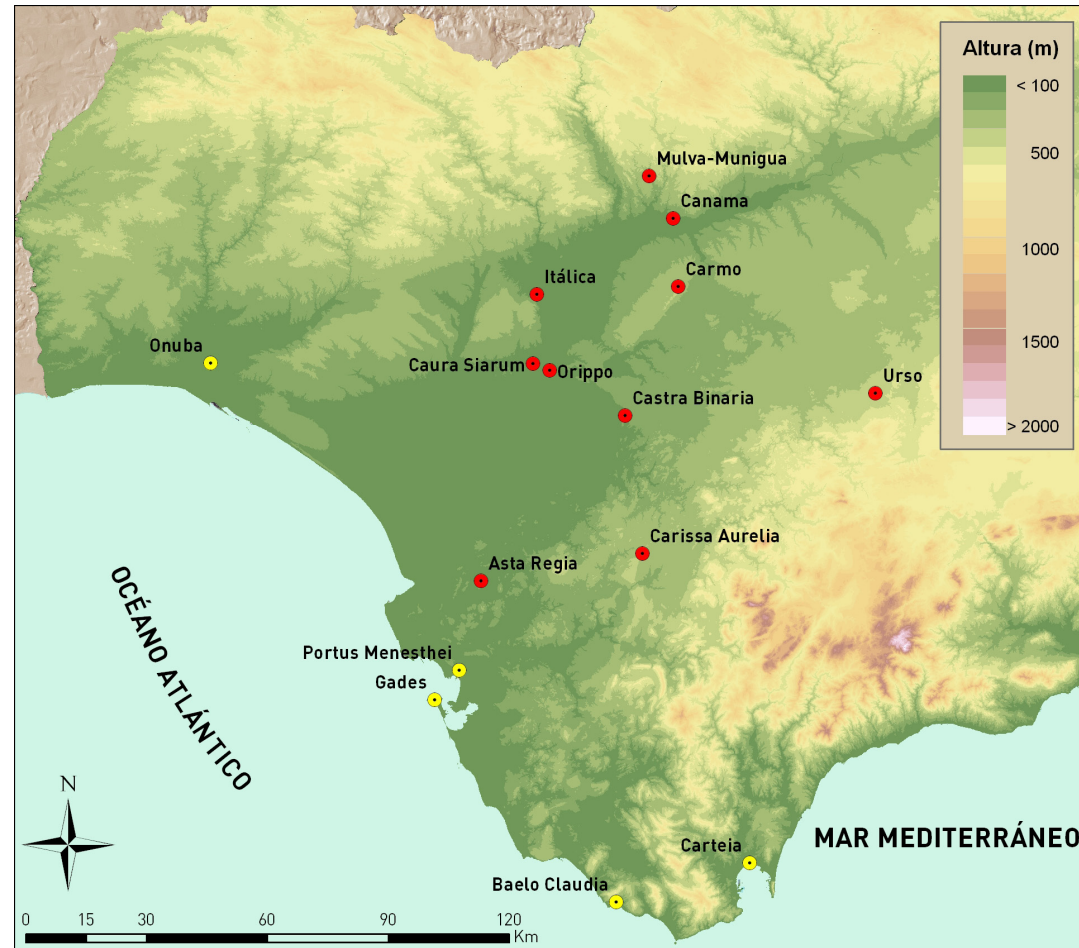 Altura (m)
< 100
500
1000
1500
> 2000
Mulva-Munigua
Canama
Carmo
Itálica
Onuba
Caura Siarum
Orippo
Urso
Castra Binaria
Carissa Aurelia
Asta Regia
OCÉANO ATLÁNTICO
Portus Menesthei
Gades
N
MAR MEDITERRÁNEO
Carteia
Baelo Claudia
0 15 30 60 90 120
Km